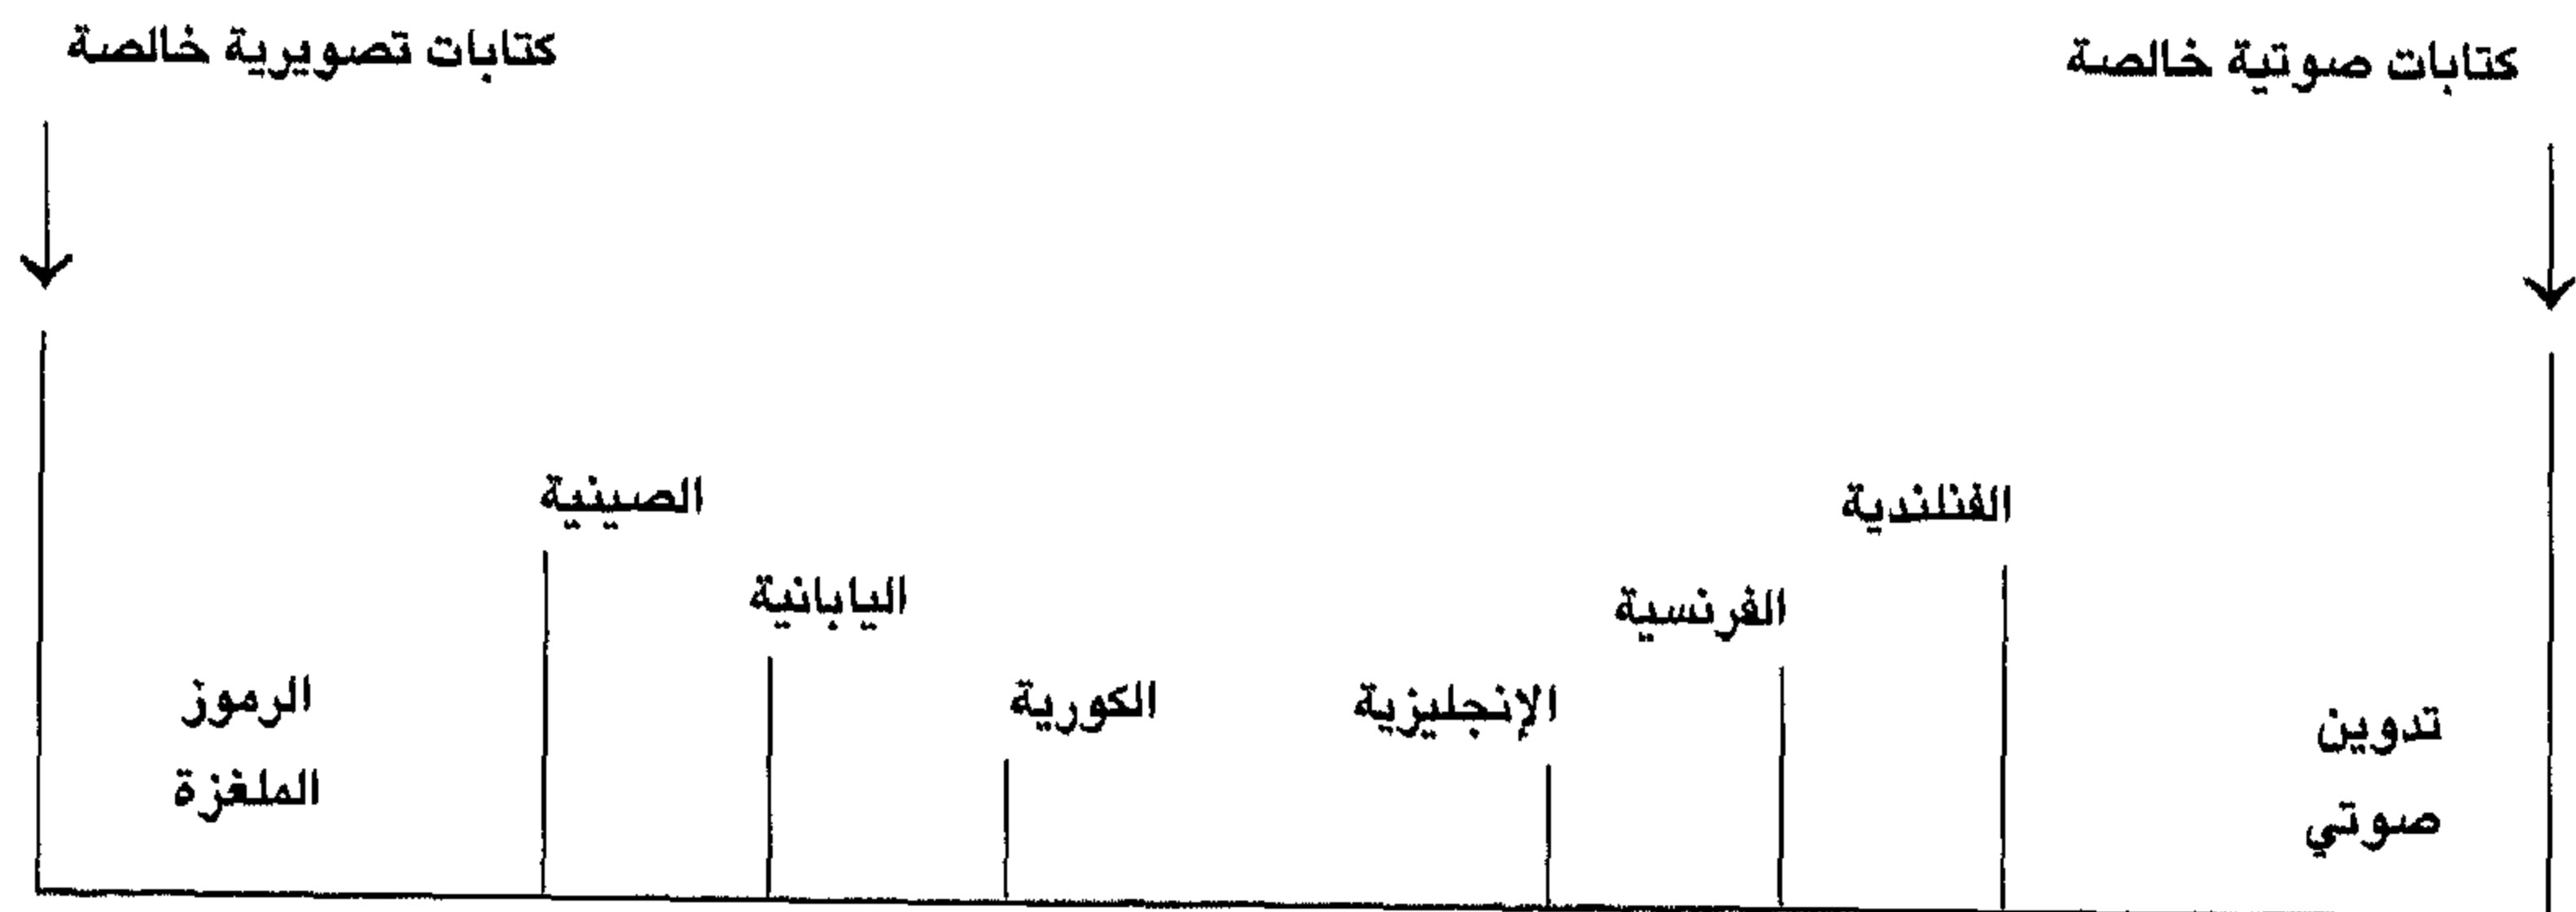 كتابات صوتية خالصة
كتابات تصويرية خالصة
الصينية
الفنلندية
اليابانية
الفرنسية
الكورية
الإنجليزية
الرموز
الملغزة
تدوين
صوتي